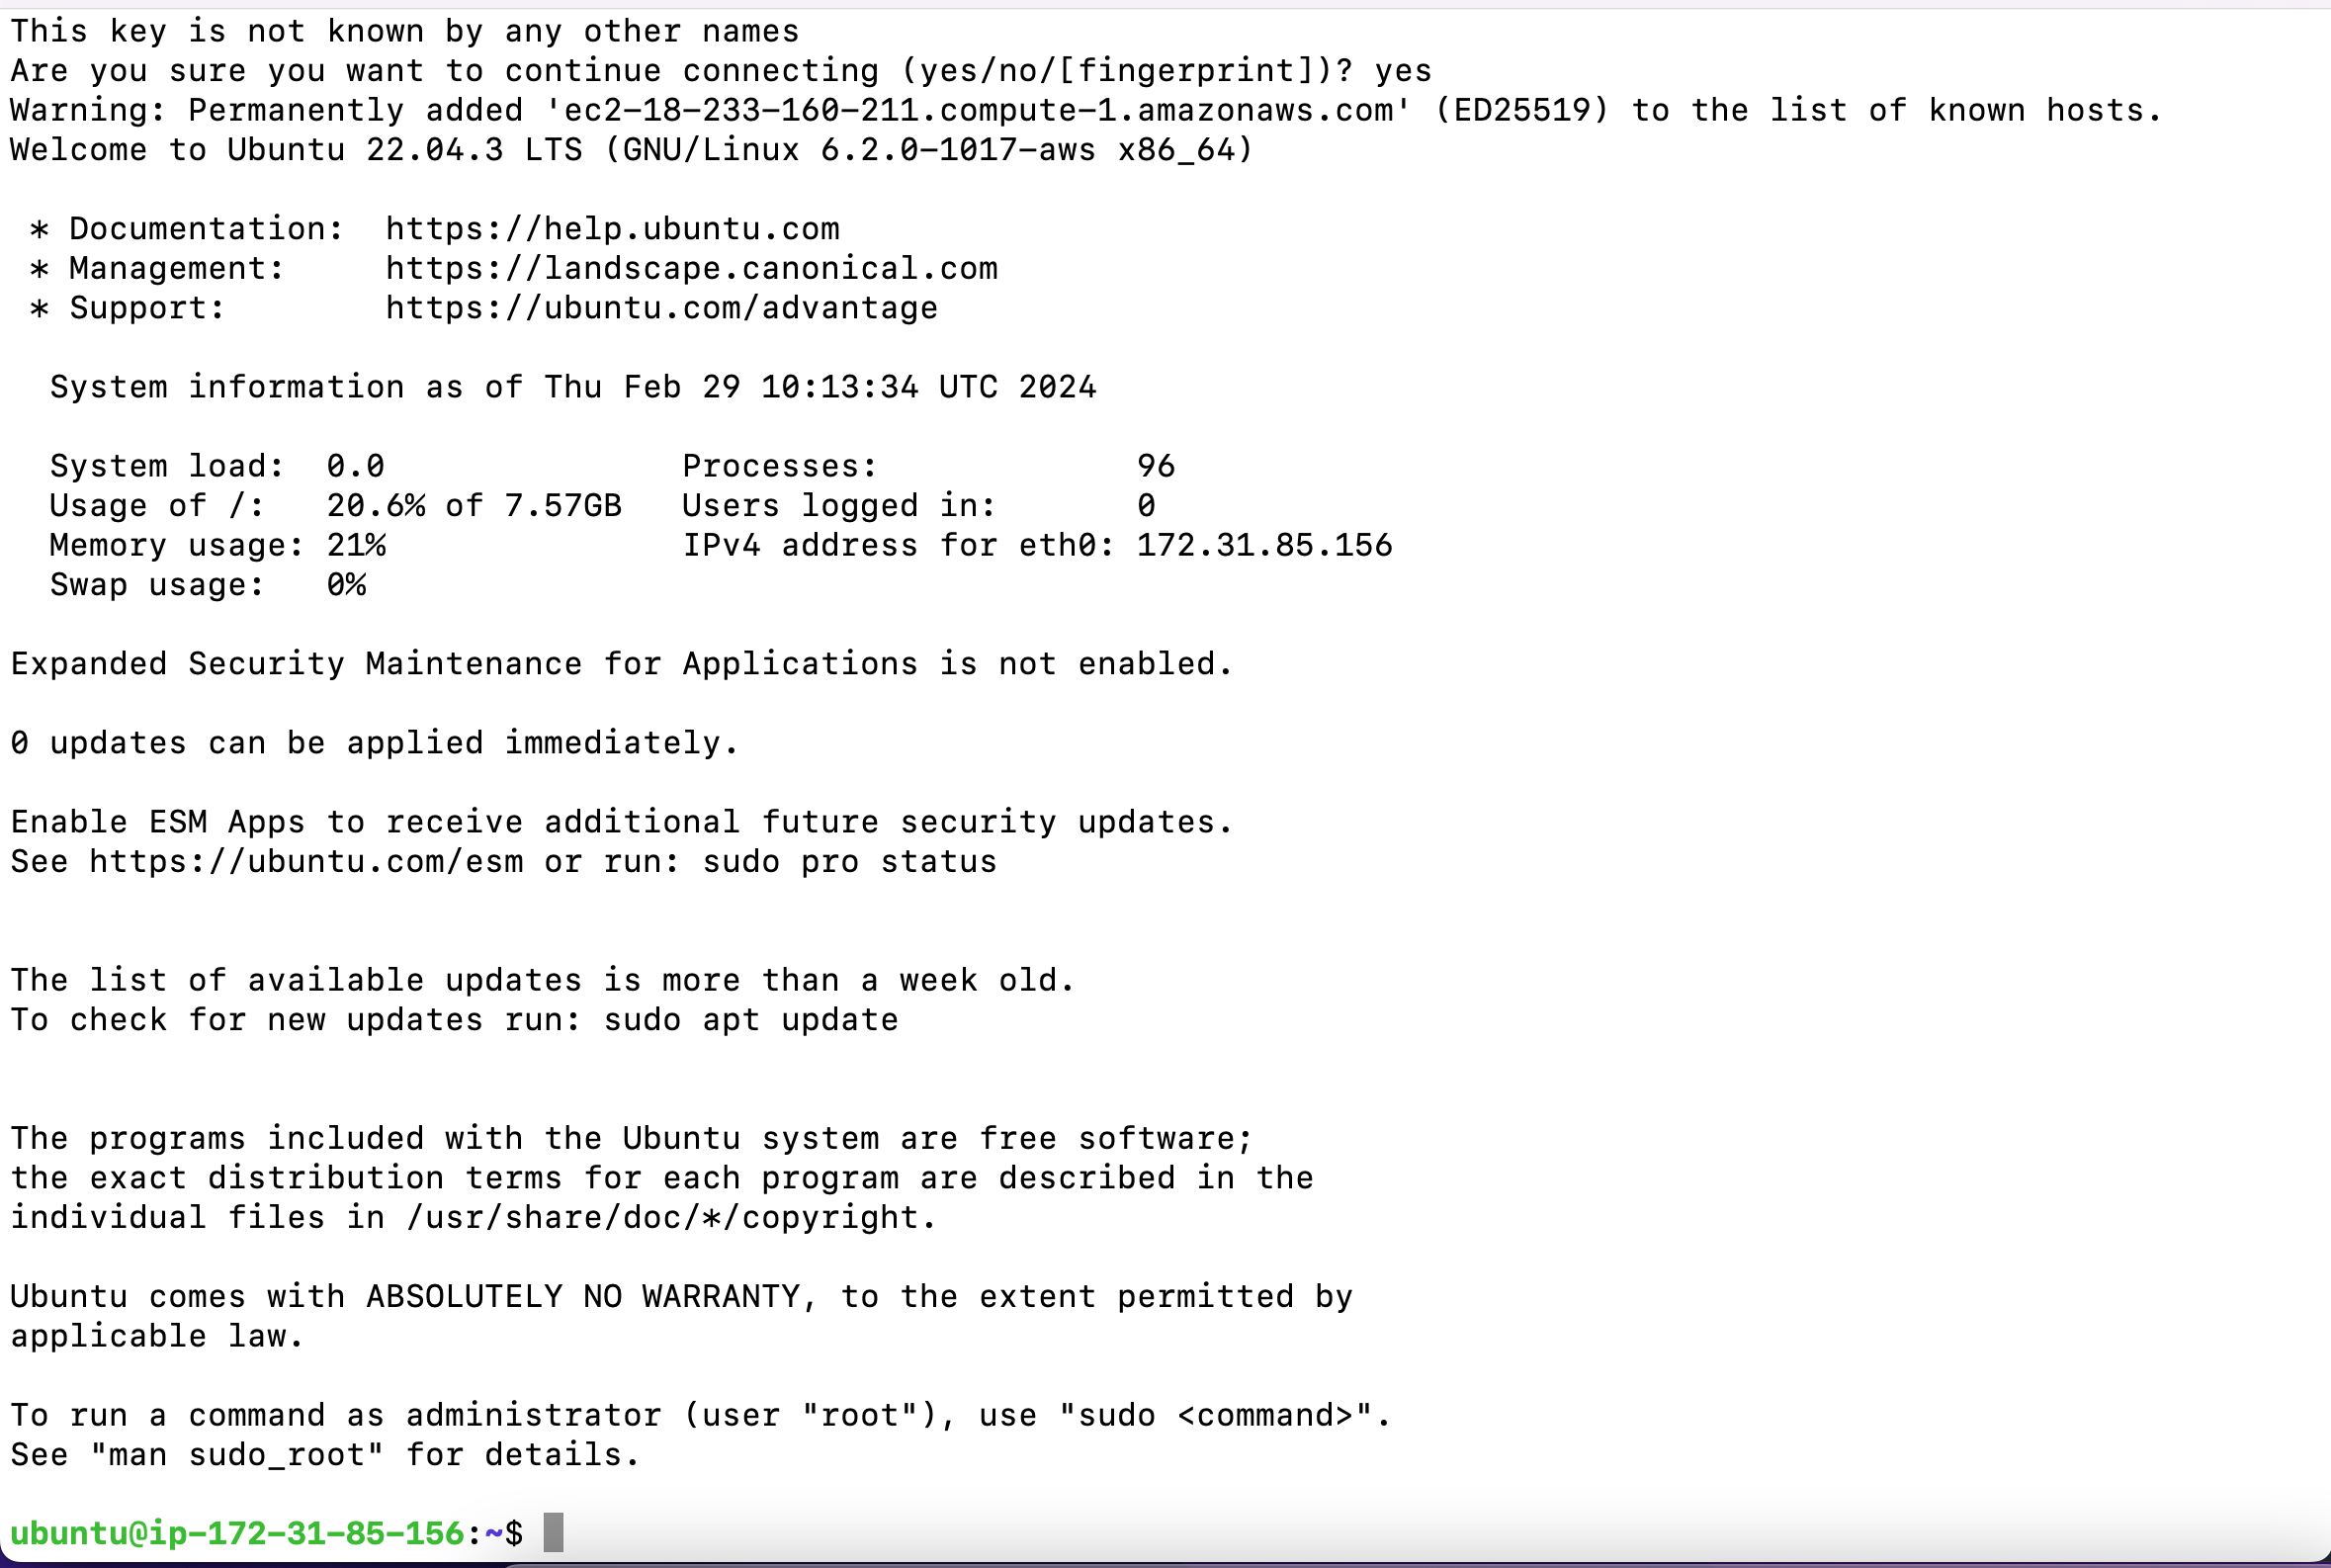 This key is not known by any other names
Are you sure you want to continue connecting (yes/no/[fingerprint])? yes
Warning: Permanently added 'ec2-18-233-160-211.compute-1.amazonaws.com' (ED25519) to the list of known hosts.
Welcome to Ubuntu 22.04.3 LTS (GNU/Linux 6.2.0-1017-aws x86_64)
* Documentation:  https://help.ubuntu.com
* Management:     https://landscape.canonical.com
* Support:        https://ubuntu.com/advantage
System information as of Thu Feb 29 10:13:34 UTC 2024
System load:  0.0               Processes:             96
Usage of /:   20.6% of 7.57GB   Users logged in:       0
Memory usage: 21%               IPv4 address for eth0: 172.31.85.156
Swap usage:   0%
Expanded Security Maintenance for Applications is not enabled.
0 updates can be applied immediately.
Enable ESM Apps to receive additional future security updates.
See https://ubuntu.com/esm or run: sudo pro status
The list of available updates is more than a week old.
To check for new updates run: sudo apt update
The programs included with the Ubuntu system are free software;
the exact distribution terms for each program are described in the
individual files in /usr/share/doc/*/copyright.
Ubuntu comes with ABSOLUTELY NO WARRANTY, to the extent permitted by
applicable law.
To run a command as administrator (user "root"), use "sudo <command>".
See "man sudo_root" for details.
ubuntu@ip-172-31-85-156:~$